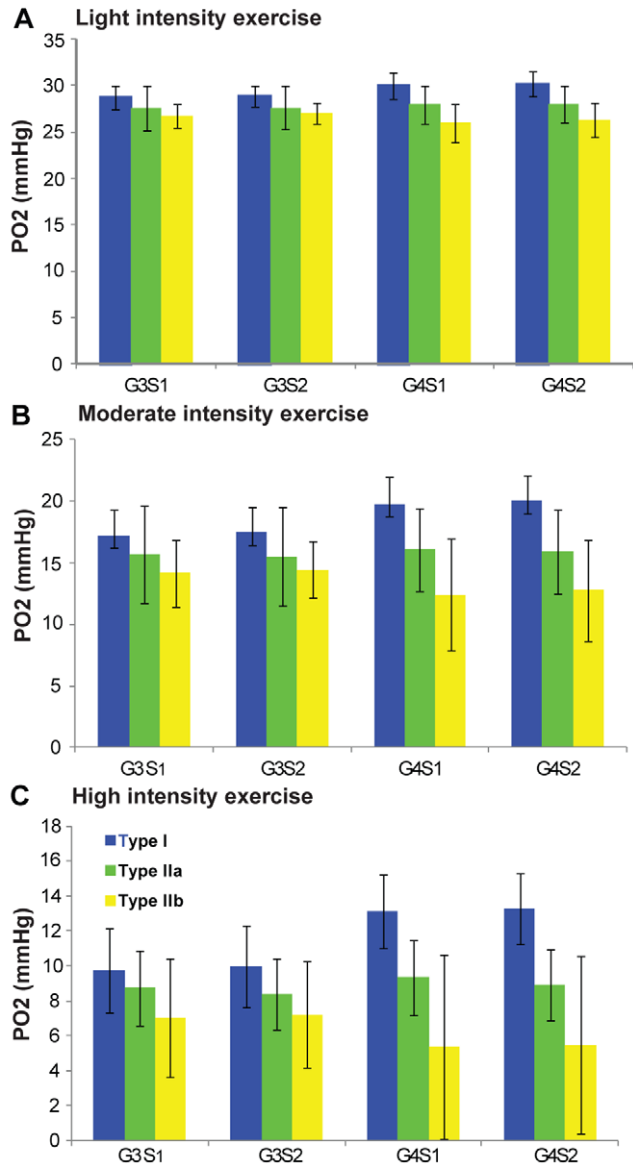 A Light intensity exercise
35
30
25
20
15
10
5
0
PO2 (mmHg)
G3S1 G3S2 G4S1 G4S2
B Moderate intensity exercise
25
20
15
10
5
0
PO2 (mmHg)
G3S1 G3S2 G4S1 G4S2
C High intensity exercise
18
16
14
12
10
8
6
4
2
0
PO2 (mmHg)
Type I
Type IIa
Type IIb
G3S1 G3S2 G4S1 G4S2